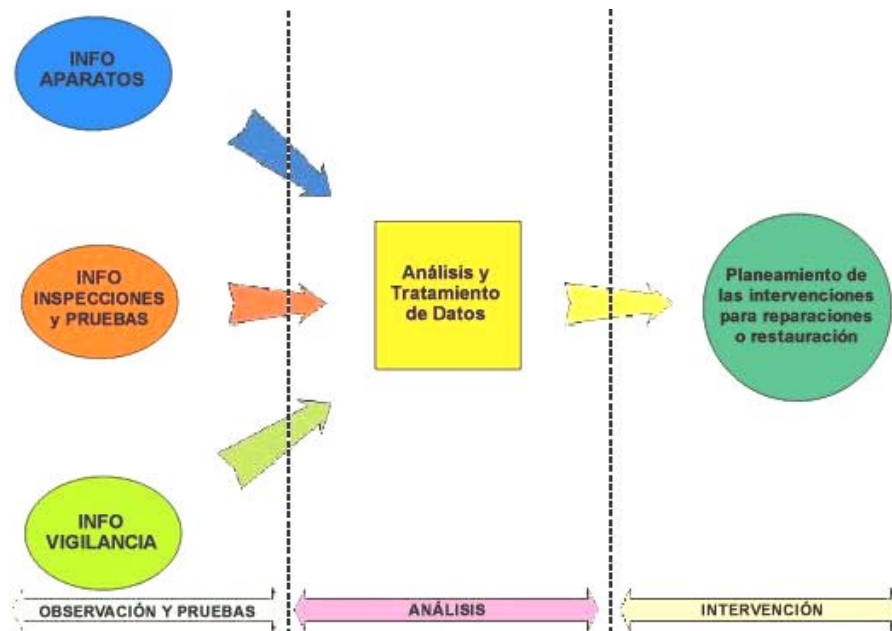 INFO
APARATOS
INFO
INSPECCIONES
y PRUEBAS
INFO
VIGILANCIA
Análisis y
Tratamiento
de Datos
Planeamiento de
las intervenciones
para reparaciones
o restauración
OBSERVACIÓN Y PRUEBAS
ANÁLISIS
INTERVENCIÓN